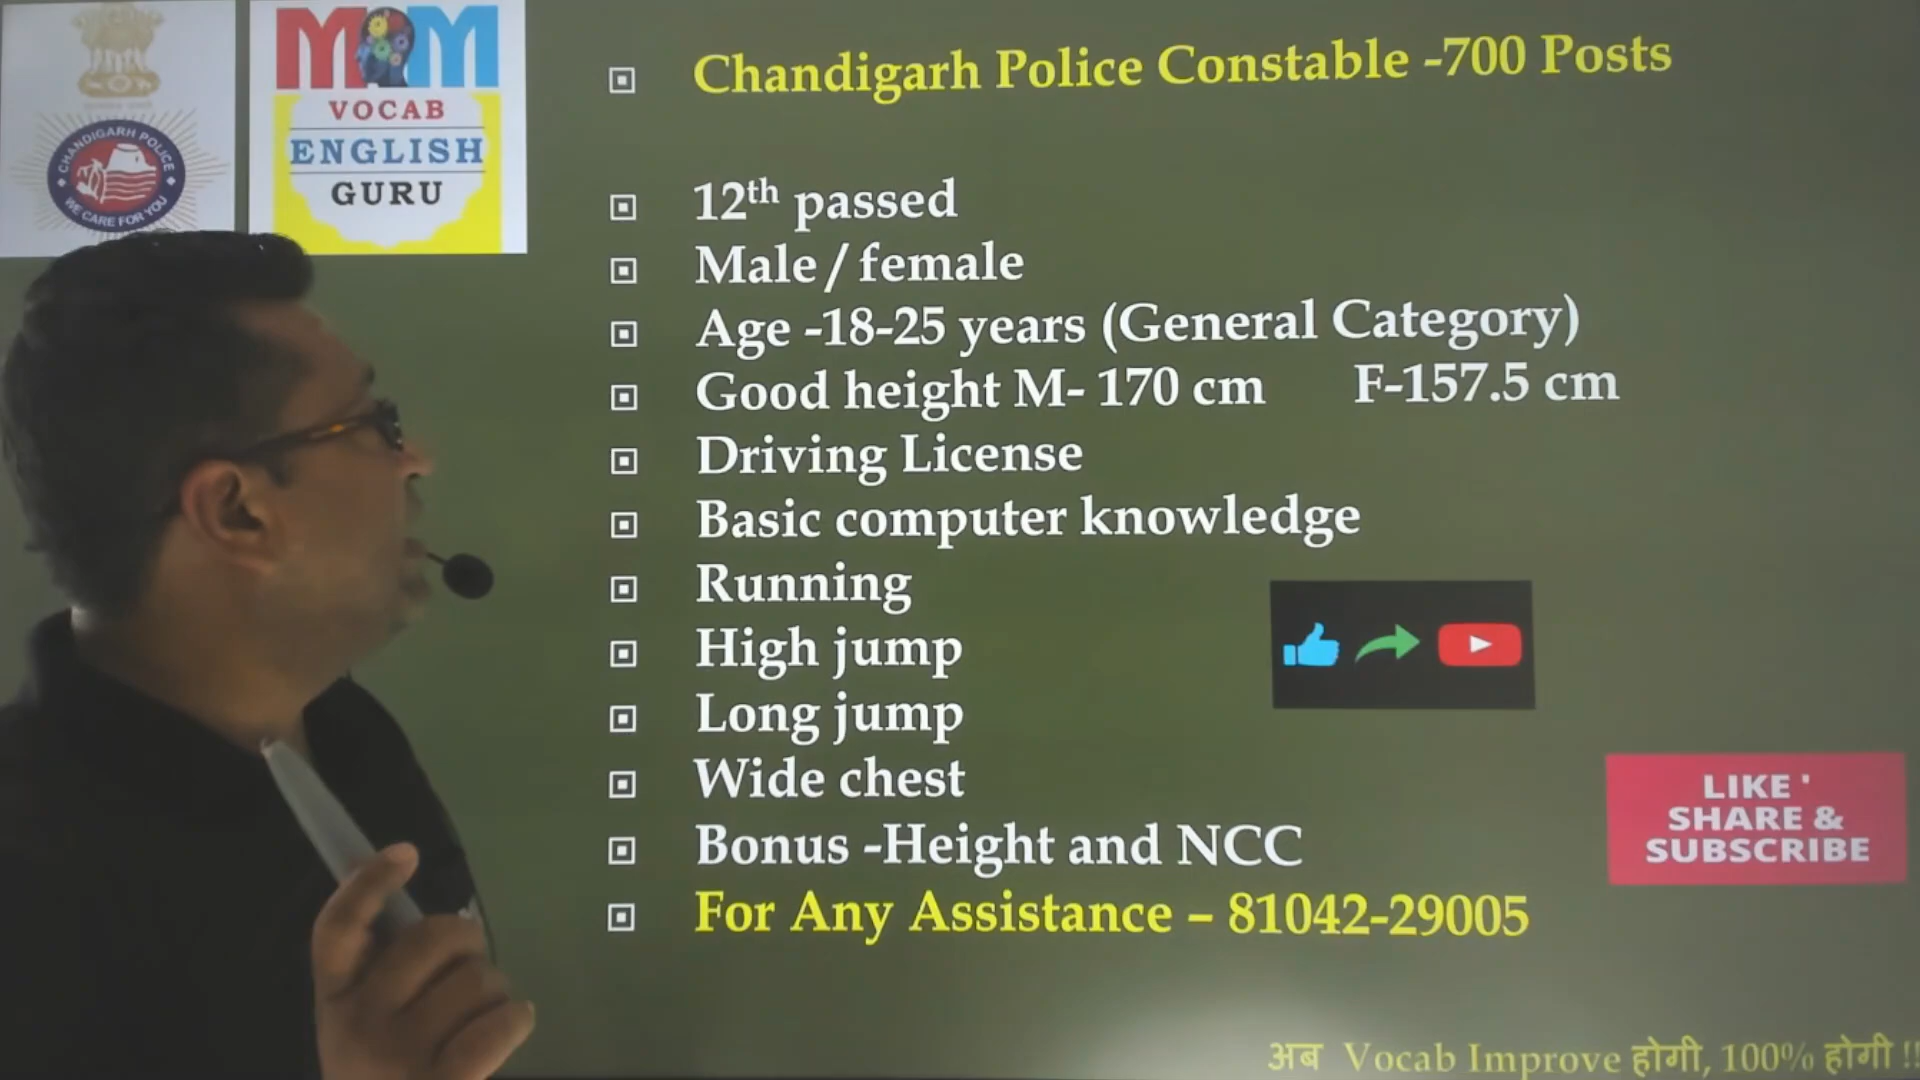 CHANDIGARH POLICE
WE CARE FOR YOU
MOM
VOCAB
ENGLISH
GURU
Chandigarh Police Constable -700 Posts
12th passed
Male / female
Age -18-25 years (General Category)
Good height M- 170 cm F-157.5 cm
Driving License
Basic computer knowledge
Running
High jump
Long jump
Wide chest
Bonus -Height and NCC
For Any Assistance – 81042-29005
LIKE '
SHARE &
SUBSCRIBE
अब Vocab Improve होगी, 100% होगी !!